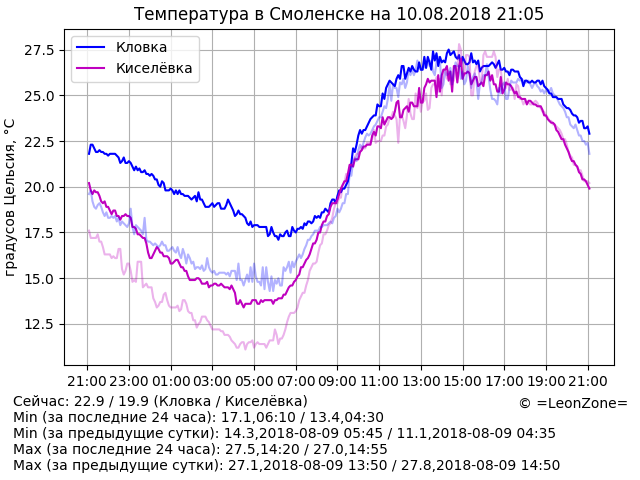 Температура в Смоленске на 10.08.2018 21:05
Кловка
Киселёвка
градусов Цельсия, °C
27.5
25.0
22.5
20.0
17.5
15.0
12.5
21:00 23:00 01:00 03:00 05:00 07:00 09:00 11:00 13:00 15:00 17:00 19:00 21:00
Сейчас: 22.9 / 19.9 (Кловка / Киселёвка)
© =LeonZone=
Min (за последние 24 часа): 17.1,06:10 / 13.4,04:30
Min (за предыдущие сутки): 14.3,2018-08-09 05:45 / 11.1,2018-08-09 04:35
Max (за последние 24 часа): 27.5,14:20 / 27.0,14:55
Max (за предыдущие сутки): 27.1,2018-08-09 13:50 / 27.8,2018-08-09 14:50